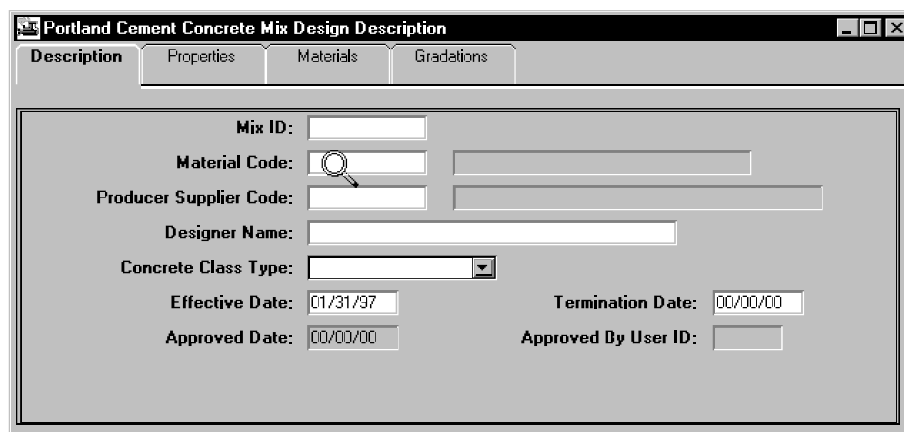 Portland Cement Concrete Mix Design Description
Description Properties Materials Gradations
Mix ID:
Material Code:
Producer Supplier Code:
Designer Name:
Concrete Class Type:
Effective Date: 01/31/97 Termination Date: 00/00/00
Approved Date: 00/00/00 Approved By User ID: